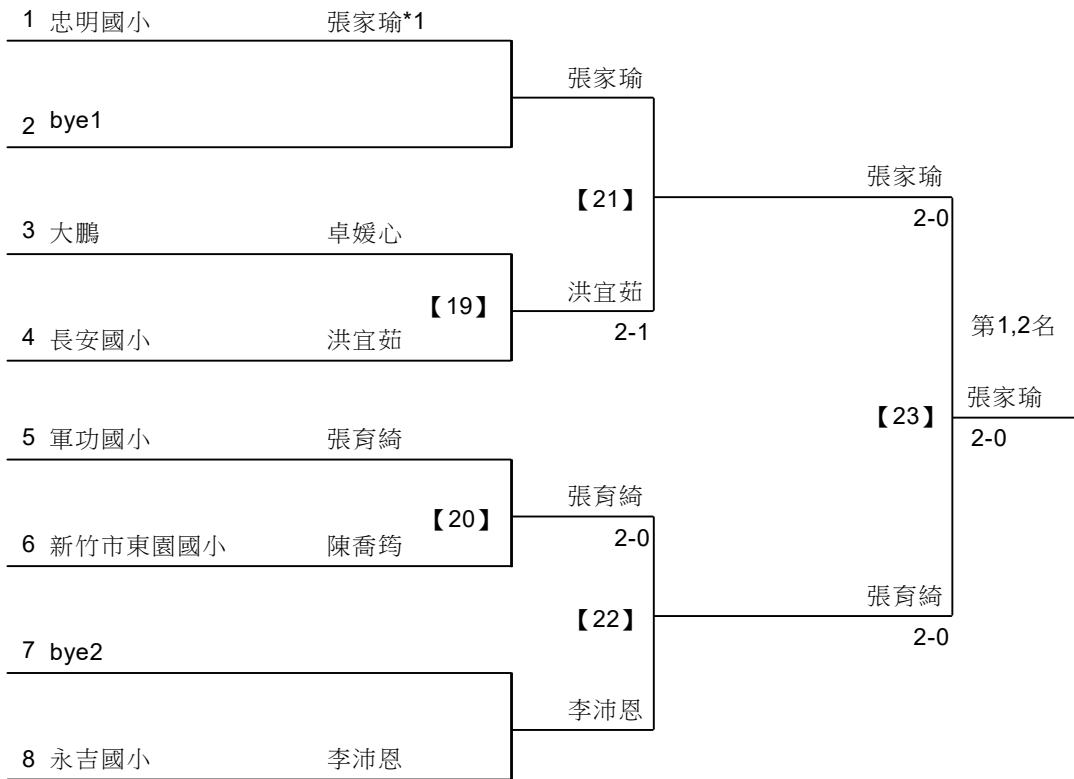 1 忠明國小 張家瑜*1
張家瑜
2 bye1
【21】
張家瑜
2-0
3 大鵬 卓媛心
【19】
洪宜茹
2-1
4 長安國小 洪宜茹
第1,2名
【23】
張家瑜
2-0
5 軍功國小 張育綺
【20】
張育綺
2-0
6 新竹市東園國小 陳喬筠
【22】
張育綺
2-0
7 bye2
李沛恩
8 永吉國小 李沛恩